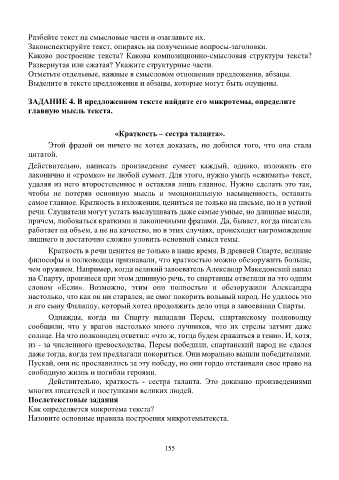 Разбейте текст на смысловые части и озаглавьте их.
Законспектируйте текст, опираясь на полученные вопросы-заголовки.
Каково построение текста? Какова композиционно-смысловая структура текста?
Развернутая или сжатая? Укажите структурные части.
Отметьте отдельные, важные в смысловом отношении предложения, абзацы.
Выделите в тексте предложения и абзацы, которые могут быть опущены.
ЗАДАНИЕ 4. В предложенном тексте найдите его микротемы, определите
главную мысль текста.
«Краткость – сестра таланта».
Этой фразой он ничего не хотел доказать, но добился того, что она стала
цитатой.
Действительно, написать произведение сумеет каждый, однако, изложить его
лаконично и «громко» не любой сумеет. Для этого, нужно уметь «сжимать» текст,
удаляя из него второстепенное и оставляя лишь главное. Нужно сделать это так,
чтобы не потеряв основную мысль и эмоциональную насыщенность, оставить
самое главное. Краткость в изложении, цениться не только на письме, но и в устной
речи. Слушатели могут устать выслушивать даже самые умные, но длинные мысли,
причем, любоваться краткими и лаконичными фразами. Да, бывает, когда писатель
работает на объем, а не на качество, но в этих случаях, происходит нагромождение
лишнего и достаточно сложно уловить основной смысл темы.
Краткость в речи ценится не только в наше время. В древней Спарте, великие
философы и полководцы признавали, что краткостью можно обезоружить больше,
чем оружием. Например, когда великий завоеватель Александр Македонский напал
на Спарту, произнеся при этом длинную речь, то спартанцы ответили на это одним
словом «Если». Возможно, этим они полностью и обезоружили Александра
настолько, что как он ни старался, не смог покорить вольный народ. Не удалось это
и его сыну Филиппу, который хотел продолжить дело отца в завоевании Спарты.
Однажды, когда на Спарту нападали Персы, спартанскому полководцу
сообщили, что у врагов настолько много лучников, что их стрелы затмят даже
солнце. На что полководец ответил: «что ж, тогда будем сражаться в тени». И, хотя,
из - за численного превосходства, Персы победили, спартанский народ не сдался
даже тогда, когда тем предлагали покориться. Они морально вышли победителями.
Пускай, они не прославились за эту победу, но они гордо отстаивали свое право на
свободную жизнь и погибли героями.
Действительно, краткость - сестра таланта. Это доказано произведениями
многих писателей и поступками великих людей.
Послетекстовые задания
Как определяется микротема текста?
Назовите основные правила построения микротемытекста.
155